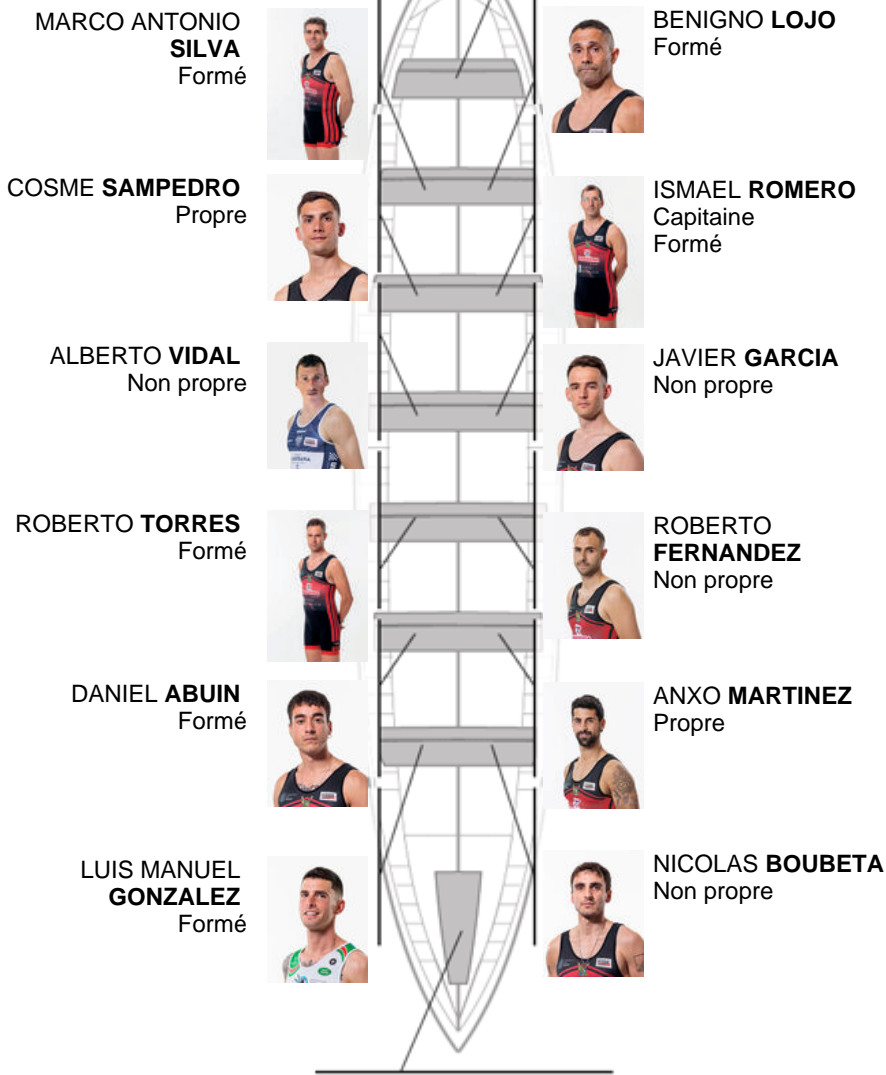 MARCO ANTONIO
SILVA
Formé
BENIGNO LOJO
Formé
COSME SAMPEDRO
Propre
ISMAEL ROMERO
Capitaine
Formé
ALBERTO VIDAL
Non propre
JAVIER GARCIA
Non propre
ROBERTO TORRES
Formé
ROBERTO
FERNANDEZ
Non propre
DANIEL ABUIN
Formé
ANXO MARTINEZ
Propre
LUIS MANUEL
GONZALEZ
Formé
NICOLAS BOUBETA
Non propre